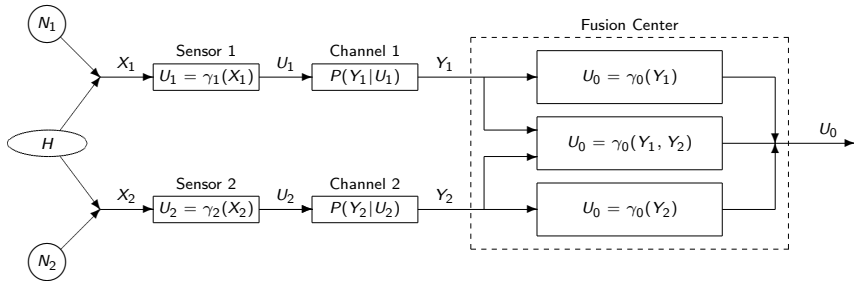 Fusion Center
N₁
X₁
Sensor 1
U₁ = γ₁(X₁)
U₁
Channel 1
P(Y₁|U₁)
Y₁
U₀ = γ₀(Y₁)
H
U₀ = γ₀(Y₁, Y₂)
U₀
X₂
Sensor 2
U₂ = γ₂(X₂)
U₂
Channel 2
P(Y₂|U₂)
Y₂
U₀ = γ₀(Y₂)
N₂